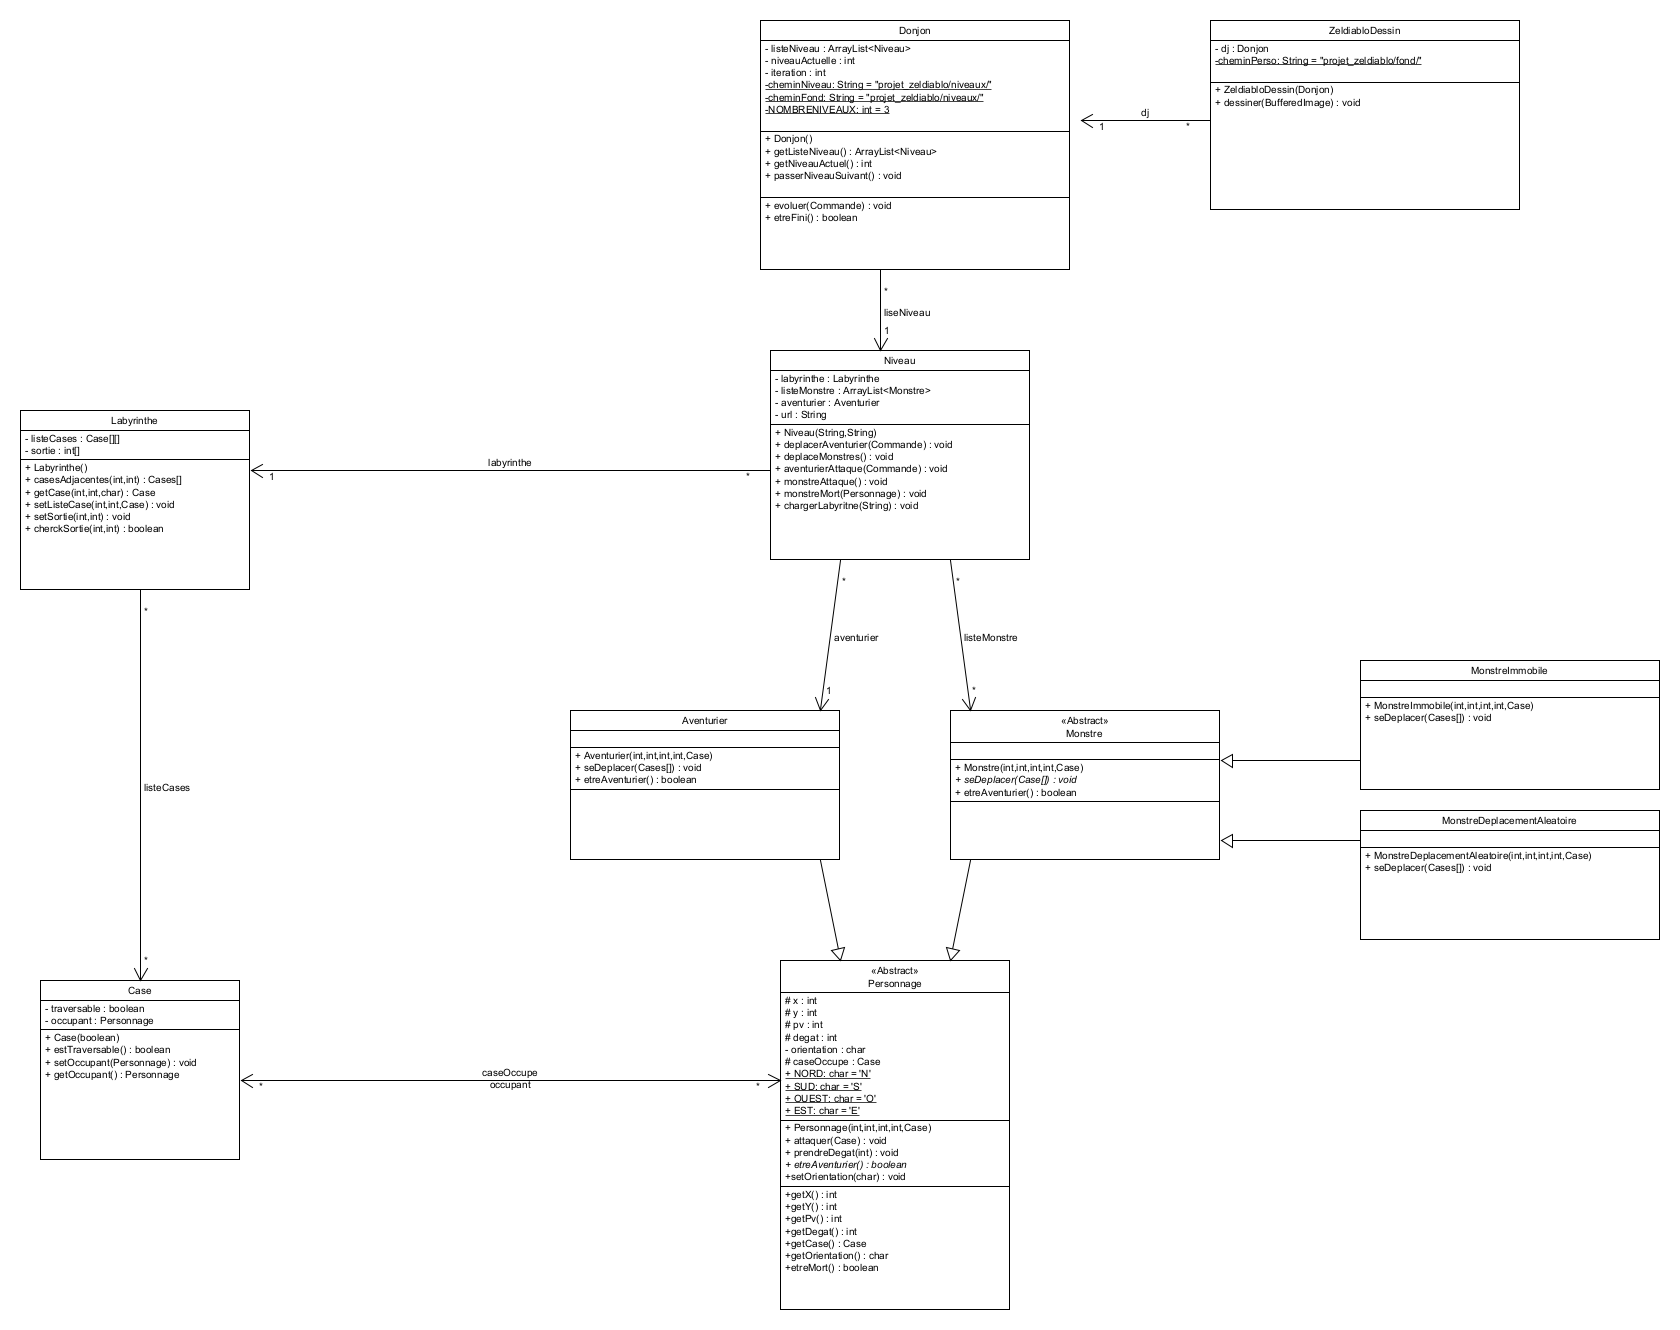 Donjon
- listeNiveau : ArrayList<Niveau>
- niveauActuelle : int
- iteration : int
-cheminNiveau: String = "projet_zeldiablo/niveaux/"
-cheminFond: String = "projet_zeldiablo/niveaux/"
-NOMBRENIVEAUX: int = 3
+ Donjon()
+ getListeNiveau() : ArrayList<Niveau>
+ getNiveauActuel() : int
+ passerNiveauSuivant() : void
+ evoluer(Commande) : void
+ etreFini() : boolean
ZeldiabloDessin
- dj : Donjon
-cheminPerso: String = "projet_zeldiablo/fond/"
+ ZeldiabloDessin(Donjon)
+ dessiner(BufferedImage) : void
dj
1
*
*
liseNiveau
1
Niveau
- labyrinthe : Labyrinthe
- listeMonstre : ArrayList<Monstre>
- aventurier : Aventurier
- url : String
+ Niveau(String,String)
+ deplacerAventurier(Commande) : void
+ deplaceMonstres() : void
+ aventurierAttaque(Commande) : void
+ monstreAttaque() : void
+ monstreMort(Personnage) : void
+ chargerLabyritne(String) : void
Labyrinthe
- listeCases : Case[][]
- sortie : int[]
+ Labyrinthe()
+ casesAdjacentes(int,int) : Cases[]
+ getCase(int,int,char) : Case
+ setListeCase(int,int,Case) : void
+ setSortie(int,int) : void
+ cherckSortie(int,int) : boolean
labyrinthe
1
*
*
aventurier
1
*
listeMonstre
*
Aventurier
+ Aventurier(int,int,int,int,Case)
+ seDeplacer(Cases[]) : void
+ etreAventurier() : boolean
«Abstract»
Monstre
+ Monstre(int,int,int,int,Case)
+ seDeplacer(Case[]) : void
+ etreAventurier() : boolean
MonstreImmobile
+ MonstreImmobile(int,int,int,int,Case)
+ seDeplacer(Cases[]) : void
MonstreDeplacementAleatoire
+ MonstreDeplacementAleatoire(int,int,int,int,Case)
+ seDeplacer(Cases[]) : void
*
listeCases
*
Case
- traversable : boolean
- occupant : Personnage
+ Case(boolean)
+ estTraversable() : boolean
+ setOccupant(Personnage) : void
+ getOccupant() : Personnage
caseOccupe
occupant
*
*
«Abstract»
Personnage
# x : int
# y : int
# pv : int
# degat : int
- orientation : char
# caseOccupe : Case
+ NORD: char = 'N'
+ SUD: char = 'S'
+ OUEST: char = 'O'
+ EST: char = 'E'
+ Personnage(int,int,int,int,Case)
+ attaquer(Case) : void
+ prendreDegat(int) : void
+ etreAventurier() : boolean
+setOrientation(char) : void
+getX() : int
+getY() : int
+getPv() : int
+getDegat() : int
+getCase() : Case
+getOrientation() : char
+etreMort() : boolean